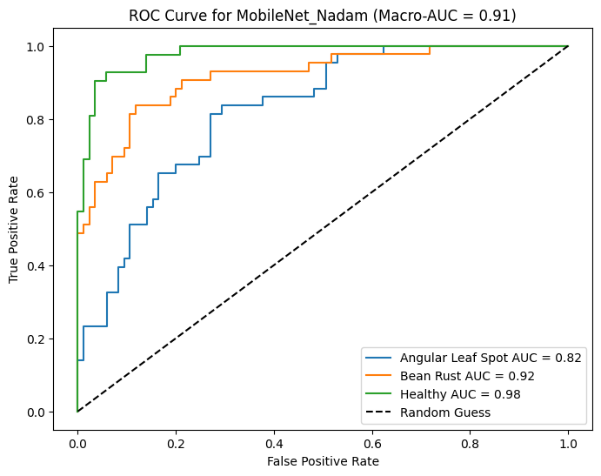 ROC Curve for MobileNet_Nadam (Macro-AUC = 0.91)
True Positive Rate
1.0
0.8
0.6
0.4
0.2
0.0
Angular Leaf Spot AUC = 0.82
Bean Rust AUC = 0.92
Healthy AUC = 0.98
Random Guess
0.0 0.2 0.4 0.6 0.8 1.0
False Positive Rate